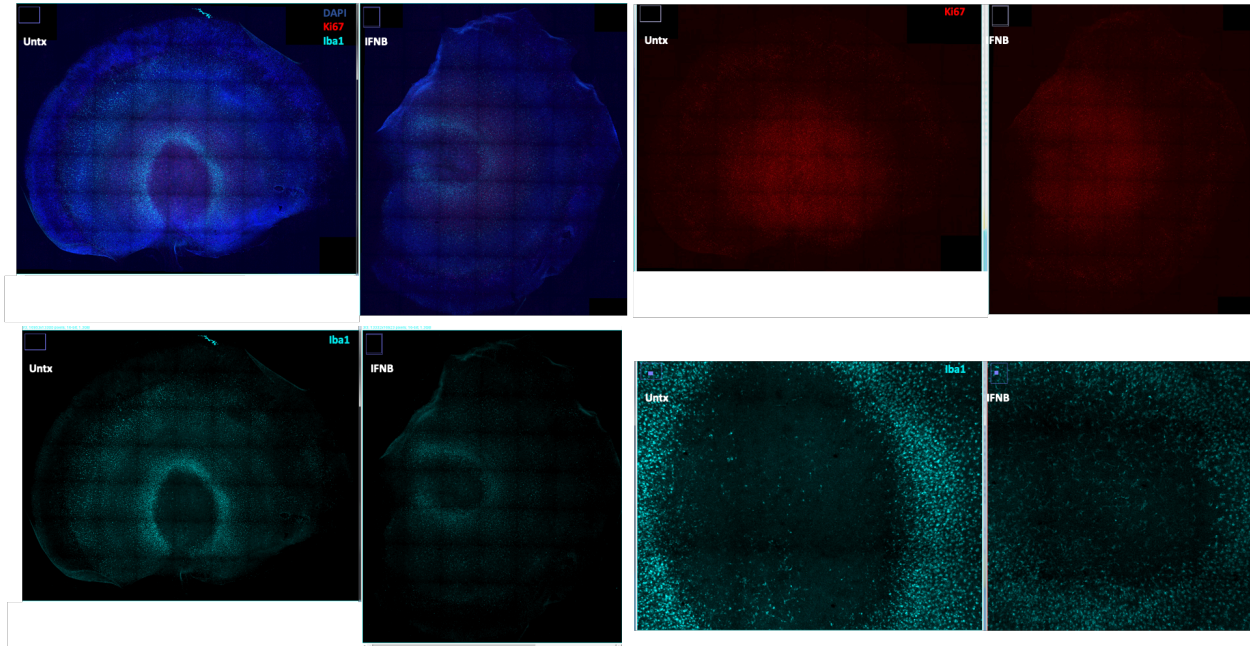 DAPI
Ki67
Iba1
Untx
IFNB
Ki67
Untx
IFNB
Iba1
Untx
IFNB
Iba1
Untx
IFNB